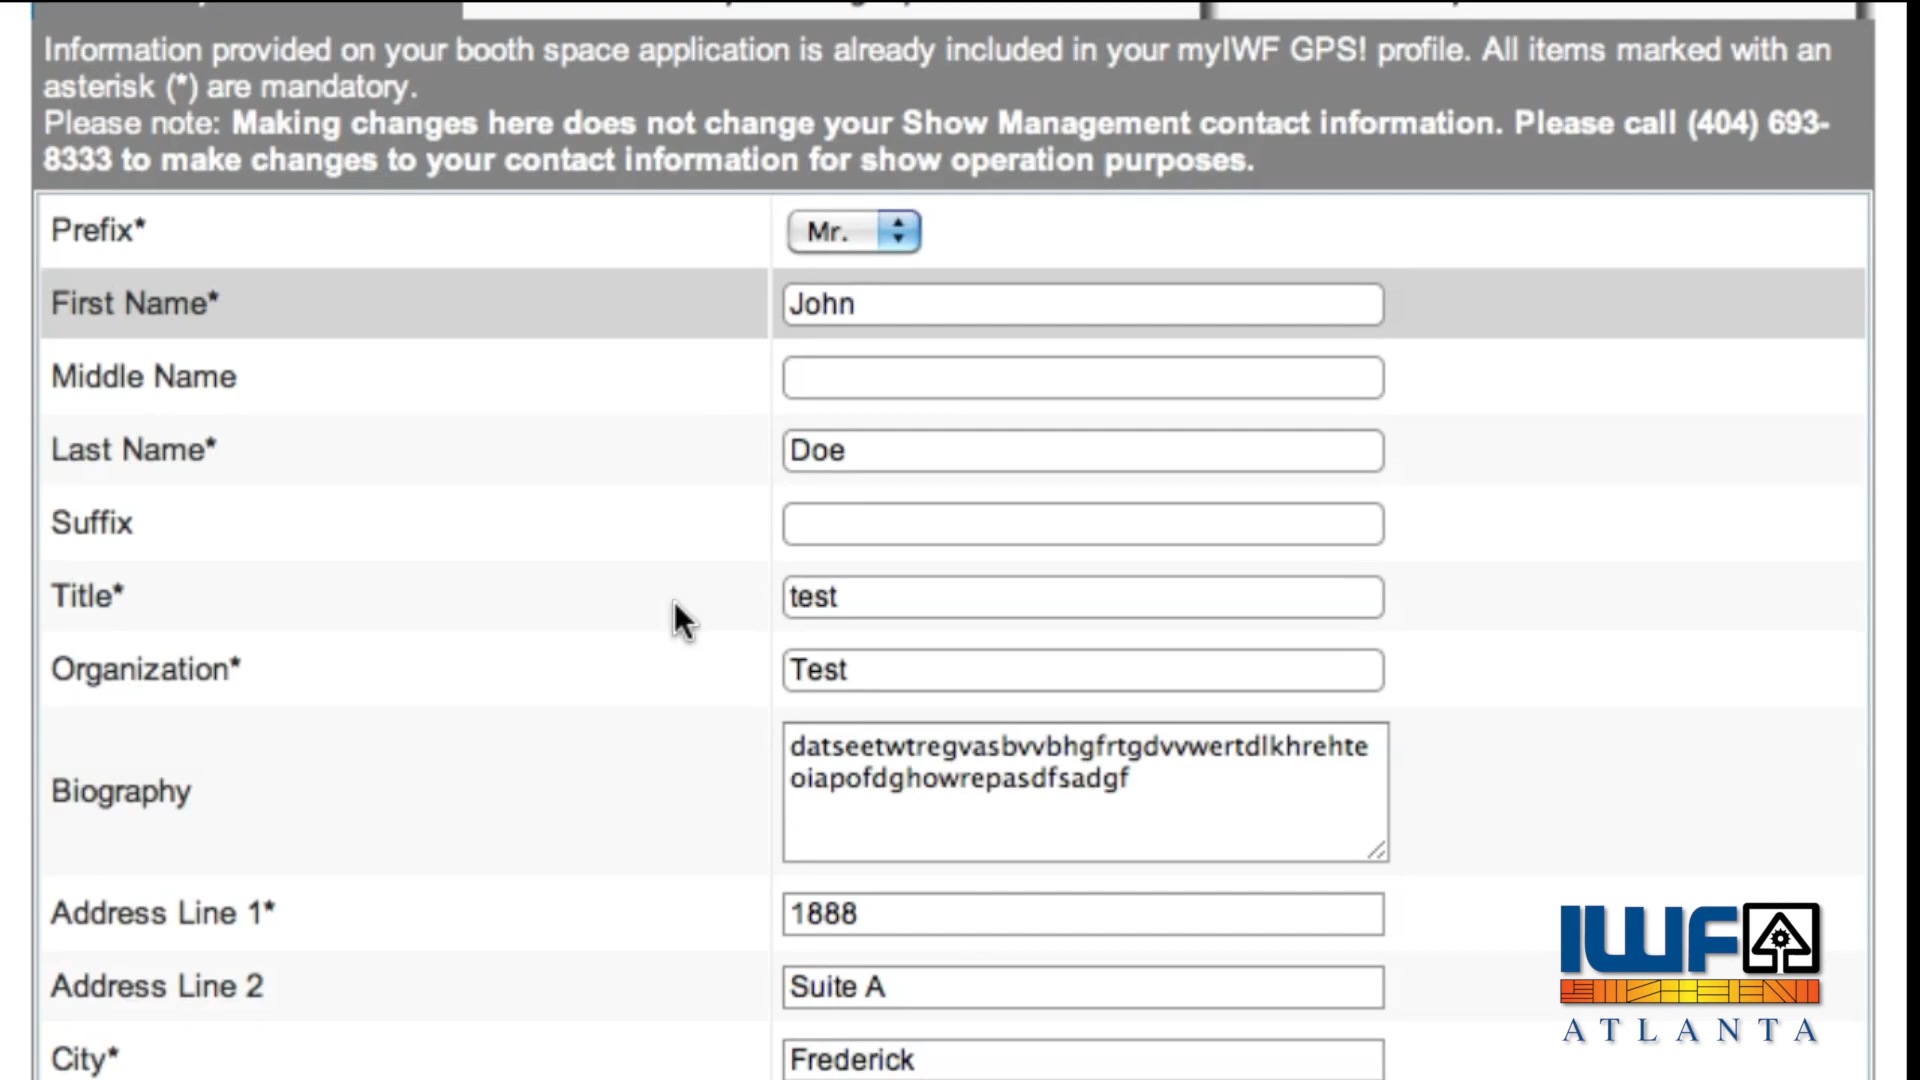 Information provided on your booth space application is already included in your myIWF GPS! profile. All items marked with an
asterisk (*) are mandatory.
Please note: Making changes here does not change your Show Management contact information. Please call (404) 693-
8333 to make changes to your contact information for show operation purposes.
Prefix* Mr.
First Name* John
Middle Name
Last Name* Doe
Suffix
Title* test
Organization* Test
Biography
datseetwtregvasbvvbhgfrtgdvvwertdlkhrehte
oiapofdghowrepasdfsadgf
Address Line 1* 1888
Address Line 2 Suite A
City* Frederick
IWF
ATLANTA